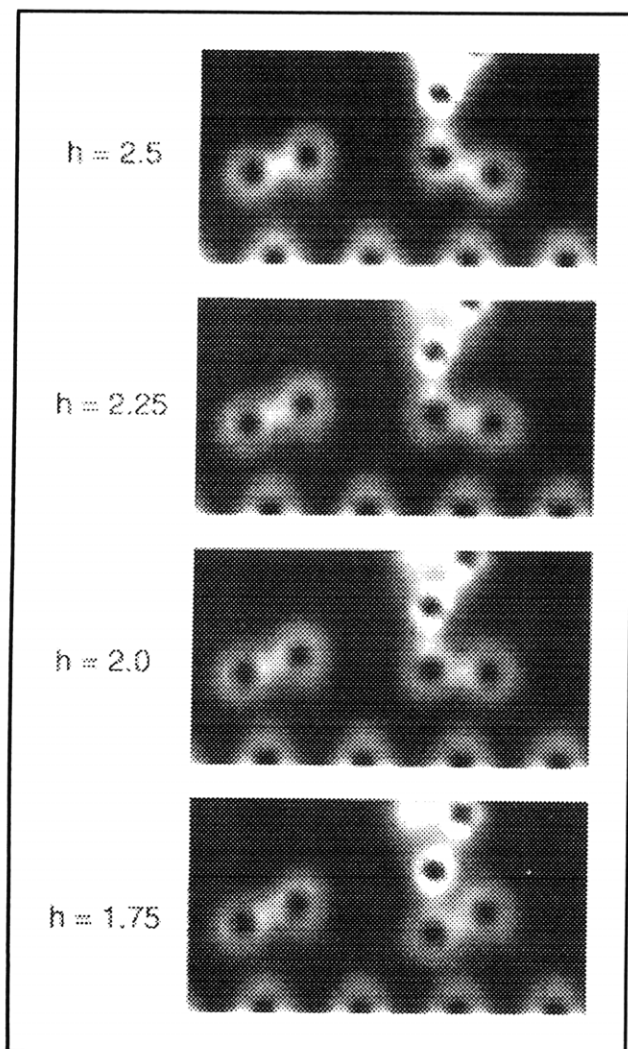 h = 2.5
h = 2.25
h = 2.0
h = 1.75